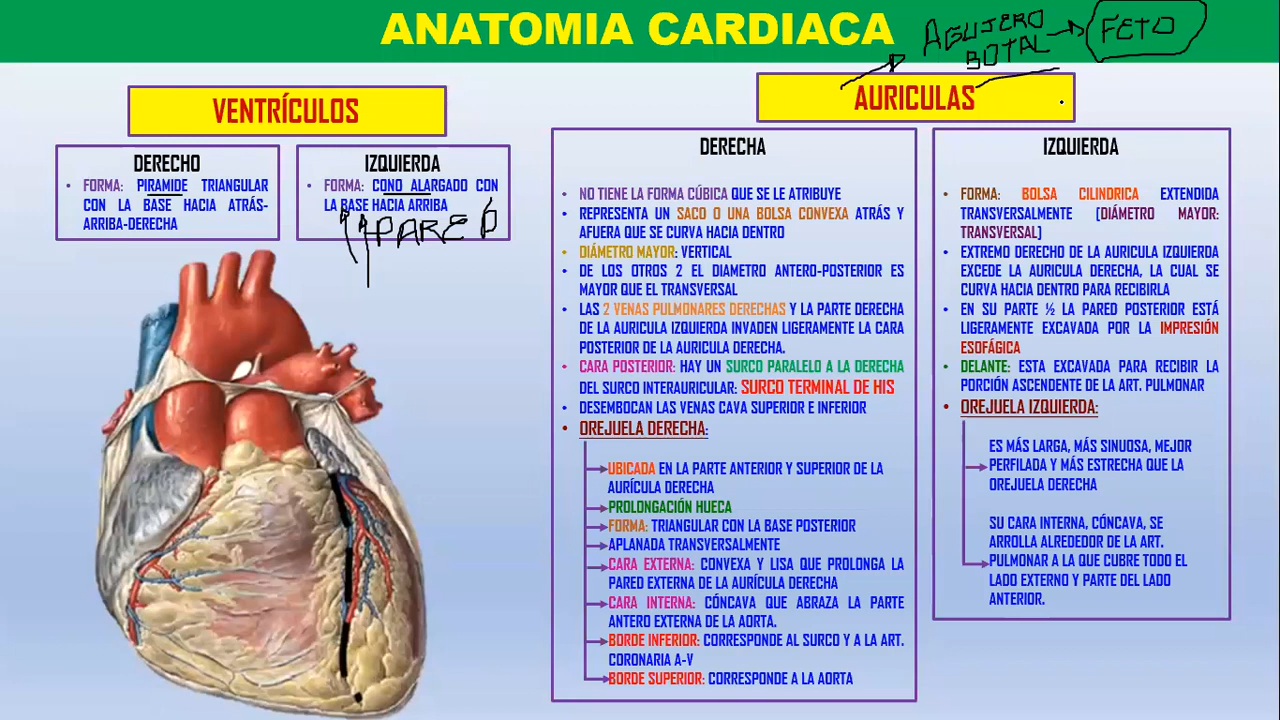 ANATOMIA CARDIACA
AGUJERO
BOTAL
FETO
VENTRÍCULOS
DERECHO
• FORMA: PIRAMIDE TRIANGULAR
CON LA BASE HACIA ATRÁS-
ARRIBA-DERECHA
IZQUIERDA
• FORMA: CONO ALARGADO CON
LA BASE HACIA ARRIBA
PARED
AURICULAS
DERECHA
• NO TIENE LA FORMA CÚBICA QUE SE LE ATRIBUYE
• REPRESENTA UN SACO O UNA BOLSA CONVEXA ATRÁS Y
AFUERA QUE SE CURVA HACIA DENTRO
• DIÁMETRO MAYOR: VERTICAL
• DE LOS OTROS 2 EL DIAMETRO ANTERO-POSTERIOR ES
MAYOR QUE EL TRANSVERSAL
• LAS 2 VENAS PULMONARES DERECHAS Y LA PARTE DERECHA
DE LA AURICULA IZQUIERDA INVADEN LIGERAMENTE LA CARA
POSTERIOR DE LA AURICULA DERECHA.
• CARA POSTERIOR: HAY UN SURCO PARALELO A LA DERECHA
DEL SURCO INTERAURICULAR: SURCO TERMINAL DE HIS
• DESEMBOCAN LAS VENAS CAVA SUPERIOR E INFERIOR
• OREJUELA DERECHA:
UBICADA EN LA PARTE ANTERIOR Y SUPERIOR DE LA
AURÍCULA DERECHA
PROLONGACIÓN HUECA
FORMA: TRIANGULAR CON LA BASE POSTERIOR
APLANADA TRANSVERSALMENTE
CARA EXTERNA: CONVEXA Y LISA QUE PROLONGA LA
PARED EXTERNA DE LA AURÍCULA DERECHA
CARA INTERNA: CÓNCAVA QUE ABRAZA LA PARTE
ANTERO EXTERNA DE LA AORTA.
BORDE INFERIOR: CORRESPONDE AL SURCO Y A LA ART.
CORONARIA A-V
BORDE SUPERIOR: CORRESPONDE A LA AORTA
IZQUIERDA
• FORMA: BOLSA CILINDRICA EXTENDIDA
TRANSVERSALMENTE (DIÁMETRO MAYOR:
TRANSVERSAL)
• EXTREMO DERECHO DE LA AURICULA IZQUIERDA
EXCEDE LA AURICULA DERECHA, LA CUAL SE
CURVA HACIA DENTRO PARA RECIBIRLA
• EN SU PARTE ½ LA PARED POSTERIOR ESTÁ
LIGERAMENTE EXCAVADA POR LA IMPRESIÓN
ESOFÁGICA
• DELANTE: ESTA EXCAVADA PARA RECIBIR LA
PORCIÓN ASCENDENTE DE LA ART. PULMONAR
• OREJUELA IZQUIERDA:
ES MÁS LARGA, MÁS SINUOSA, MEJOR
PERFILADA Y MÁS ESTRECHA QUE LA
OREJUELA DERECHA
SU CARA INTERNA, CÓNCAVA, SE
ARROLLA ALREDEDOR DE LA ART.
PULMONAR A LA QUE CUBRE TODO EL
LADO EXTERNO Y PARTE DEL LADO
ANTERIOR.